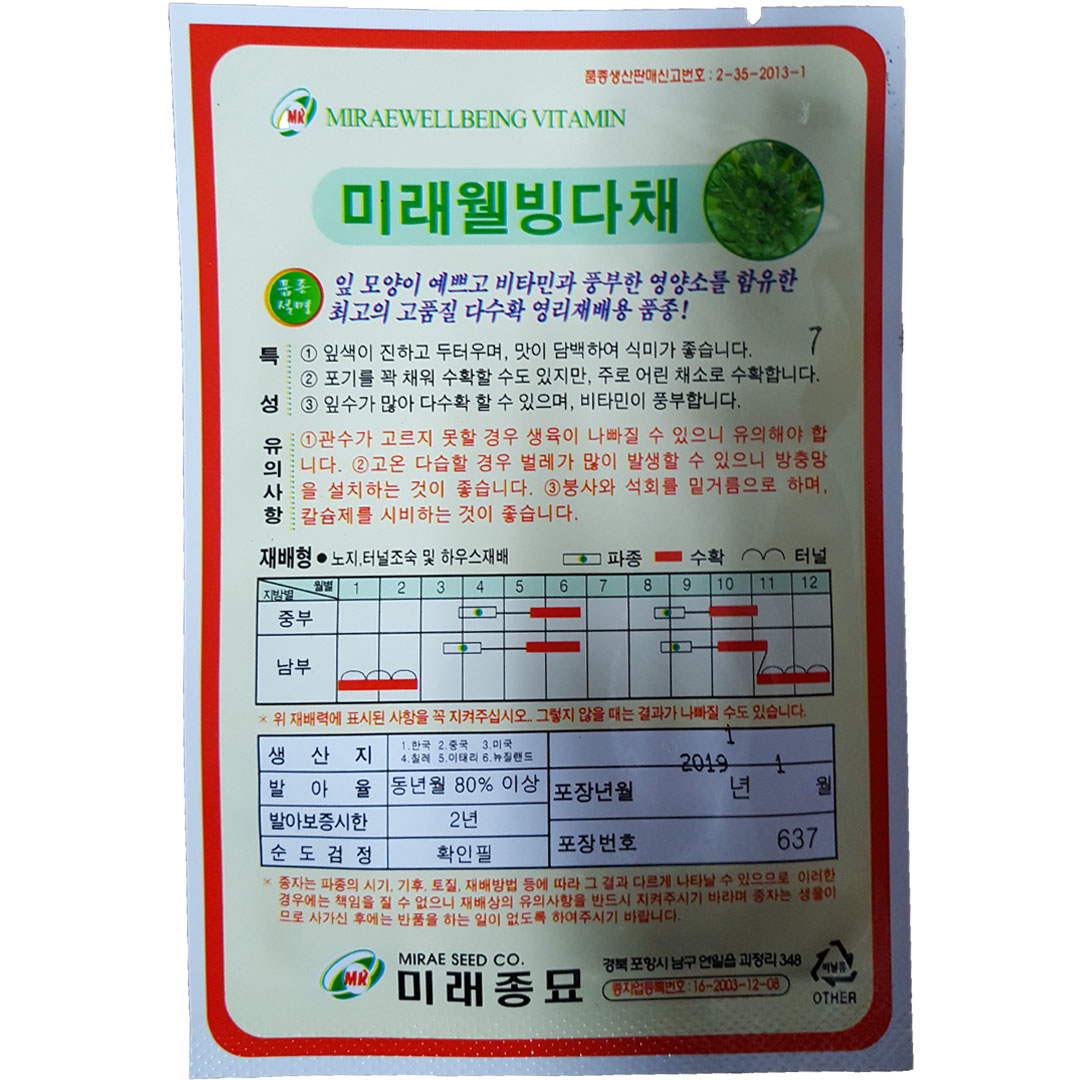 품종생산판매신고번호 : 2-35-2013-1
MR MIRAEWELLBEING VITAMIN
미래웰빙다채
품종설명
잎 모양이 예쁘고 비타민과 풍부한 영양소를 함유한
최고의 고품질 다수확 영리재배용 품종!
7
특성
① 잎색이 진하고 두터우며, 맛이 담백하여 식미가 좋습니다.
② 포기를 꽉 채워 수확할 수도 있지만, 주로 어린 채소로 수확합니다.
③ 잎수가 많아 다수확 할 수 있으며, 비타민이 풍부합니다.
유의사항
①관수가 고르지 못할 경우 생육이 나빠질 수 있으니 유의해야 합
니다. ②고온 다습할 경우 벌레가 많이 발생할 수 있으니 방충망
을 설치하는 것이 좋습니다. ③붕사와 석회를 밑거름으로 하며,
칼슘제를 시비하는 것이 좋습니다.
재배형 ● 노지,터널조숙 및 하우스재배 파종 수확 터널
지방별 월별 1 2 3 4 5 6 7 8 9 10 11 12
중부
남부
※ 위 재배력에 표시된 사항을 꼭 지켜주십시오.. 그렇지 않을 때는 결과가 나빠질 수도 있습니다.
생산지 1.한국 2.중국 3.미국
4.칠레 5.이태리 6.뉴질랜드
발아율 동년월 80% 이상
발아보증시한 2년
순도검정 확인필
1
2019 1
포장년월 년 월
포장번호 637
※ 종자는 파종의 시기, 기후, 토질, 재배방법 등에 따라 그 결과 다르게 나타날 수 있으므로 이러한
경우에는 책임을 질 수 없으니 재배상의 유의사항을 반드시 지켜주시기 바라며 종자는 생물이
므로 사가신 후에는 반품을 하는 일이 없도록 하여주시기 바랍니다.
MR MIRAE SEED CO.
미래종묘
경북 포항시 남구 연일읍 괴정리 348
종자업등록번호 : 16-2003-12-08
비닐류
OTHER